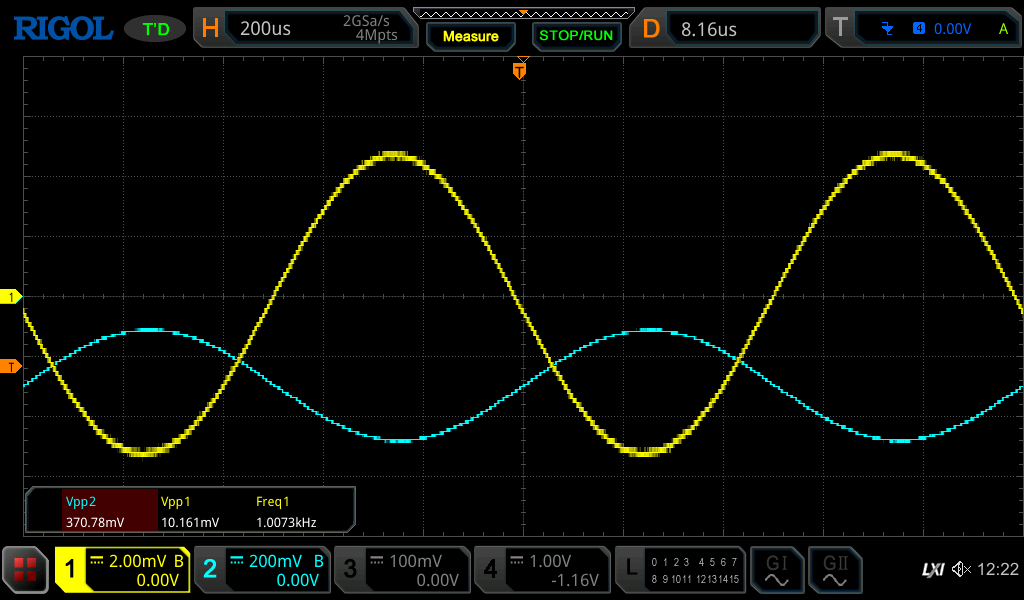 RIGOL T'D H 200us 2GSa/s 4Mpts Measure STOP/RUN D 8.16us T 4 0.00V A
T
1
T
Vpp2 Vpp1 Freq1
370.78mV 10.161mV 1.0073kHz
1 2.00mV B 0.00V
2 200mV B 0.00V
3 100mV 0.00V
4 1.00V -1.16V
L 0 1 2 3 4 5 6 7
8 9 10 11 12 13 14 15
GI GII
LXI 12:22